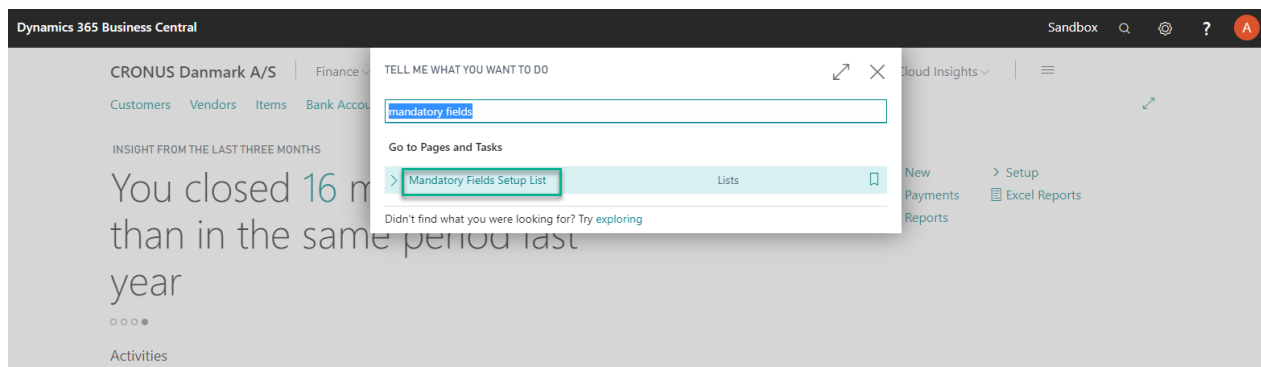 Dynamics 365 Business Central
Sandbox
?
A
CRONUS Danmark A/S
Finance
Cloud Insights
Customers Vendors Items Bank Accou
TELL ME WHAT YOU WANT TO DO
mandatory fields
Go to Pages and Tasks
Mandatory Fields Setup List Lists
Didn't find what you were looking for? Try exploring
INSIGHT FROM THE LAST THREE MONTHS
You closed 16 m
than in the same period last
year
New
Payments
Reports
> Setup
Excel Reports
Activities